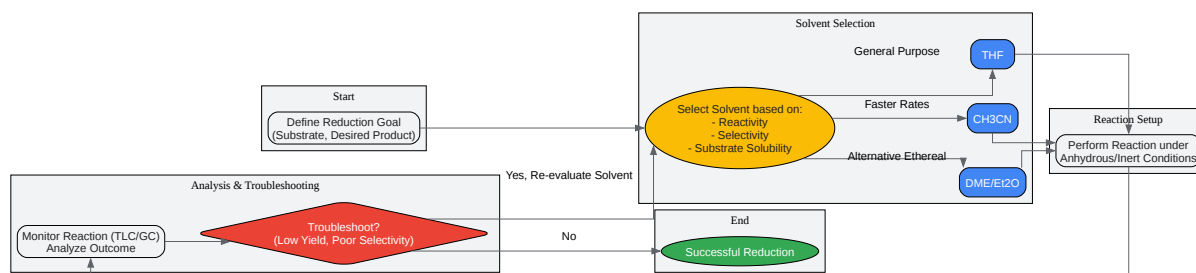 Solvent Selection
General Purpose
THF
Start
Define Reduction Goal
(Substrate, Desired Product)
Select Solvent based on:
- Reactivity
- Selectivity
- Substrate Solubility
Faster Rates
CH3CN
Alternative Ethereal
DME/Et2O
Reaction Setup
Perform Reaction under
Anhydrous/Inert Conditions
Yes, Re-evaluate Solvent
Analysis & Troubleshooting
Monitor Reaction (TLC/GC)
Analyze Outcome
Troubleshoot?
(Low Yield, Poor Selectivity)
No
End
Successful Reduction